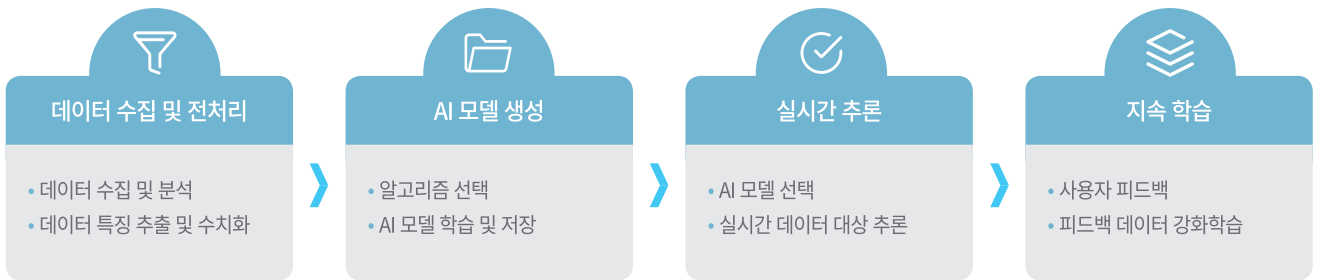 데이터 수집 및 전처리
• 데이터 수집 및 분석
• 데이터 특징 추출 및 수치화
AI 모델 생성
• 알고리즘 선택
• AI 모델 학습 및 저장
실시간 추론
• AI 모델 선택
• 실시간 데이터 대상 추론
지속 학습
• 사용자 피드백
• 피드백 데이터 강화학습